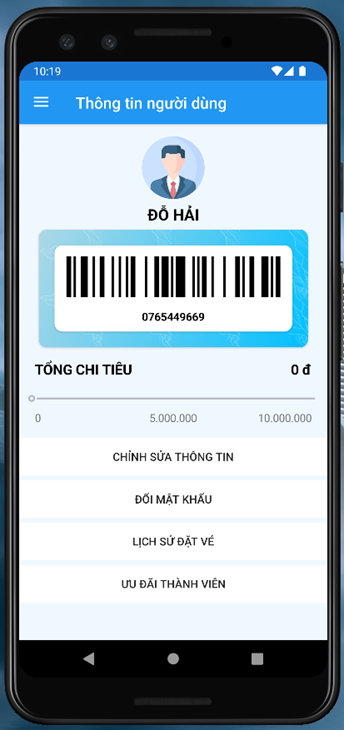 10:19
Thông tin người dùng
ĐỖ HẢI
0765449669
TỔNG CHI TIÊU 0 đ
0 5.000.000 10.000.000
CHỈNH SỬA THÔNG TIN
ĐỔI MẬT KHẨU
LỊCH SỬ ĐẶT VÉ
ƯU ĐÃI THÀNH VIÊN